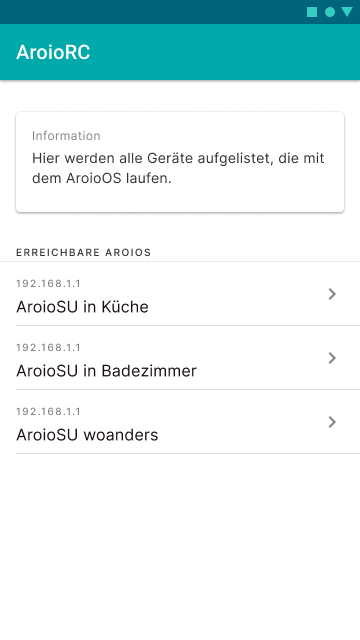 AroioRC
Information
Hier werden alle Geräte aufgelistet, die mit
dem AroioOS laufen.
ERREICHBARE AROIOS
192.168.1.1
AroioSU in Küche
192.168.1.1
AroioSU in Badezimmer
192.168.1.1
AroioSU woanders